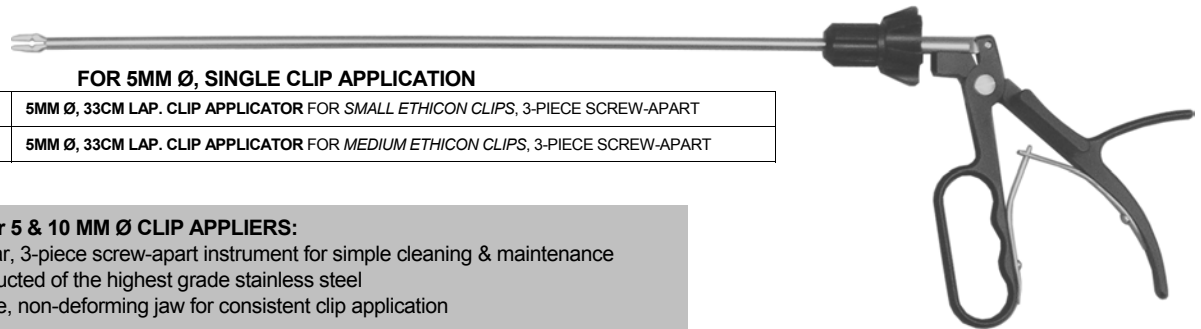 FOR 5MM Ø, SINGLE CLIP APPLICATION
5MM Ø, 33CM LAP. CLIP APPLICATOR FOR SMALL ETHICON CLIPS, 3-PIECE SCREW-APART
5MM Ø, 33CM LAP. CLIP APPLICATOR FOR MEDIUM ETHICON CLIPS, 3-PIECE SCREW-APART
5 & 10 MM Ø CLIP APPLIERS:
3-piece screw-apart instrument for simple cleaning & maintenance
of the highest grade stainless steel
non-deforming jaw for consistent clip application